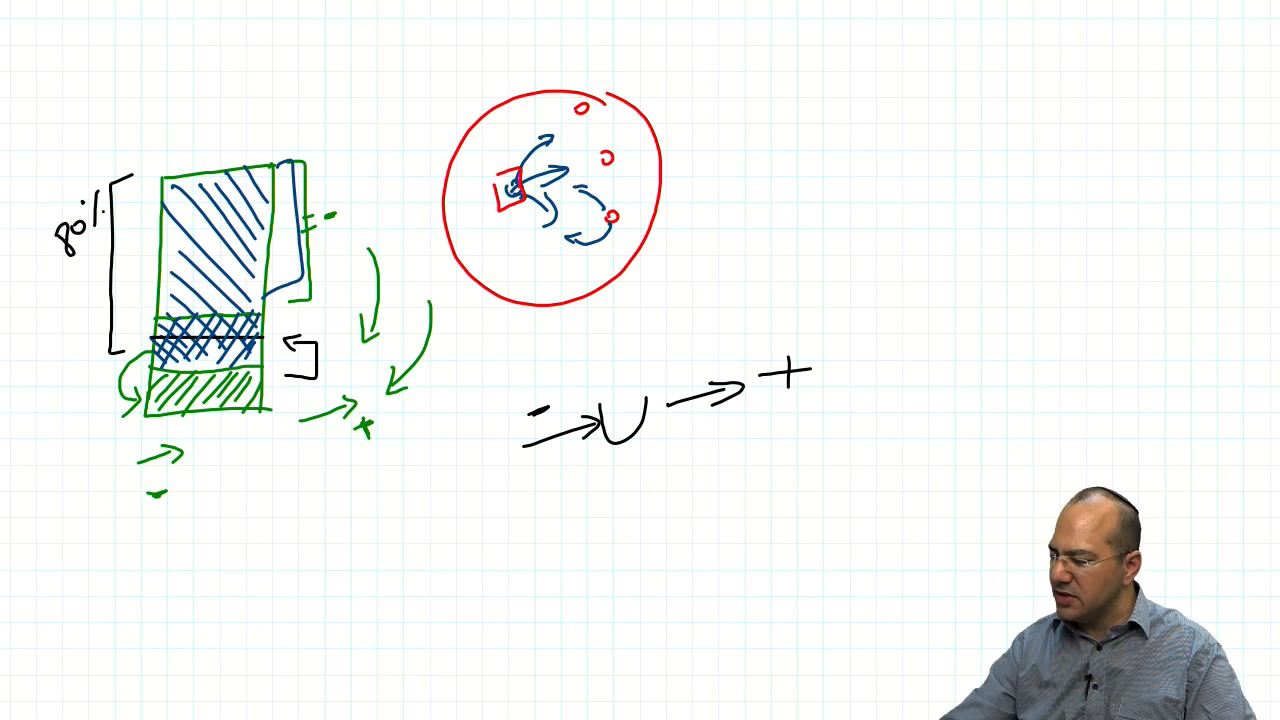 80%
-
+
-
- U +